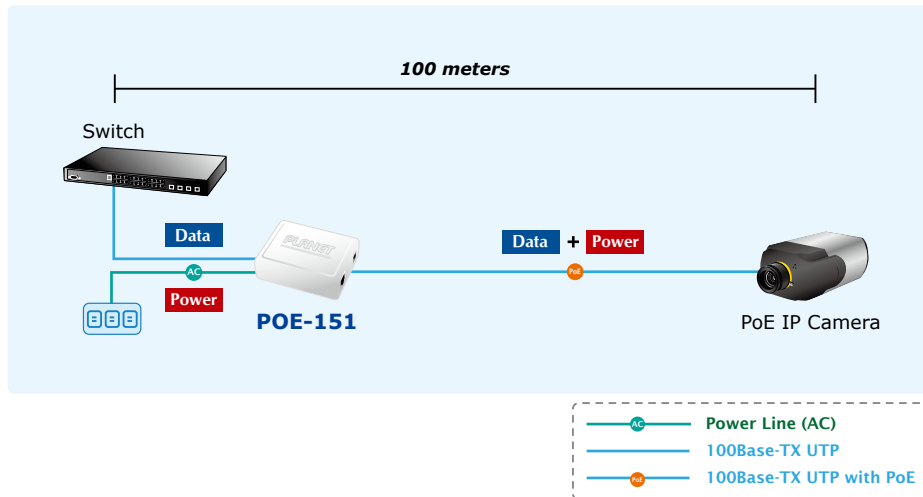 100 meters
Switch
Data
PLANET
AC
Power
POE-151
Data + Power
PoE
PoE IP Camera
AC Power Line (AC)
100Base-TX UTP
PoE 100Base-TX UTP with PoE